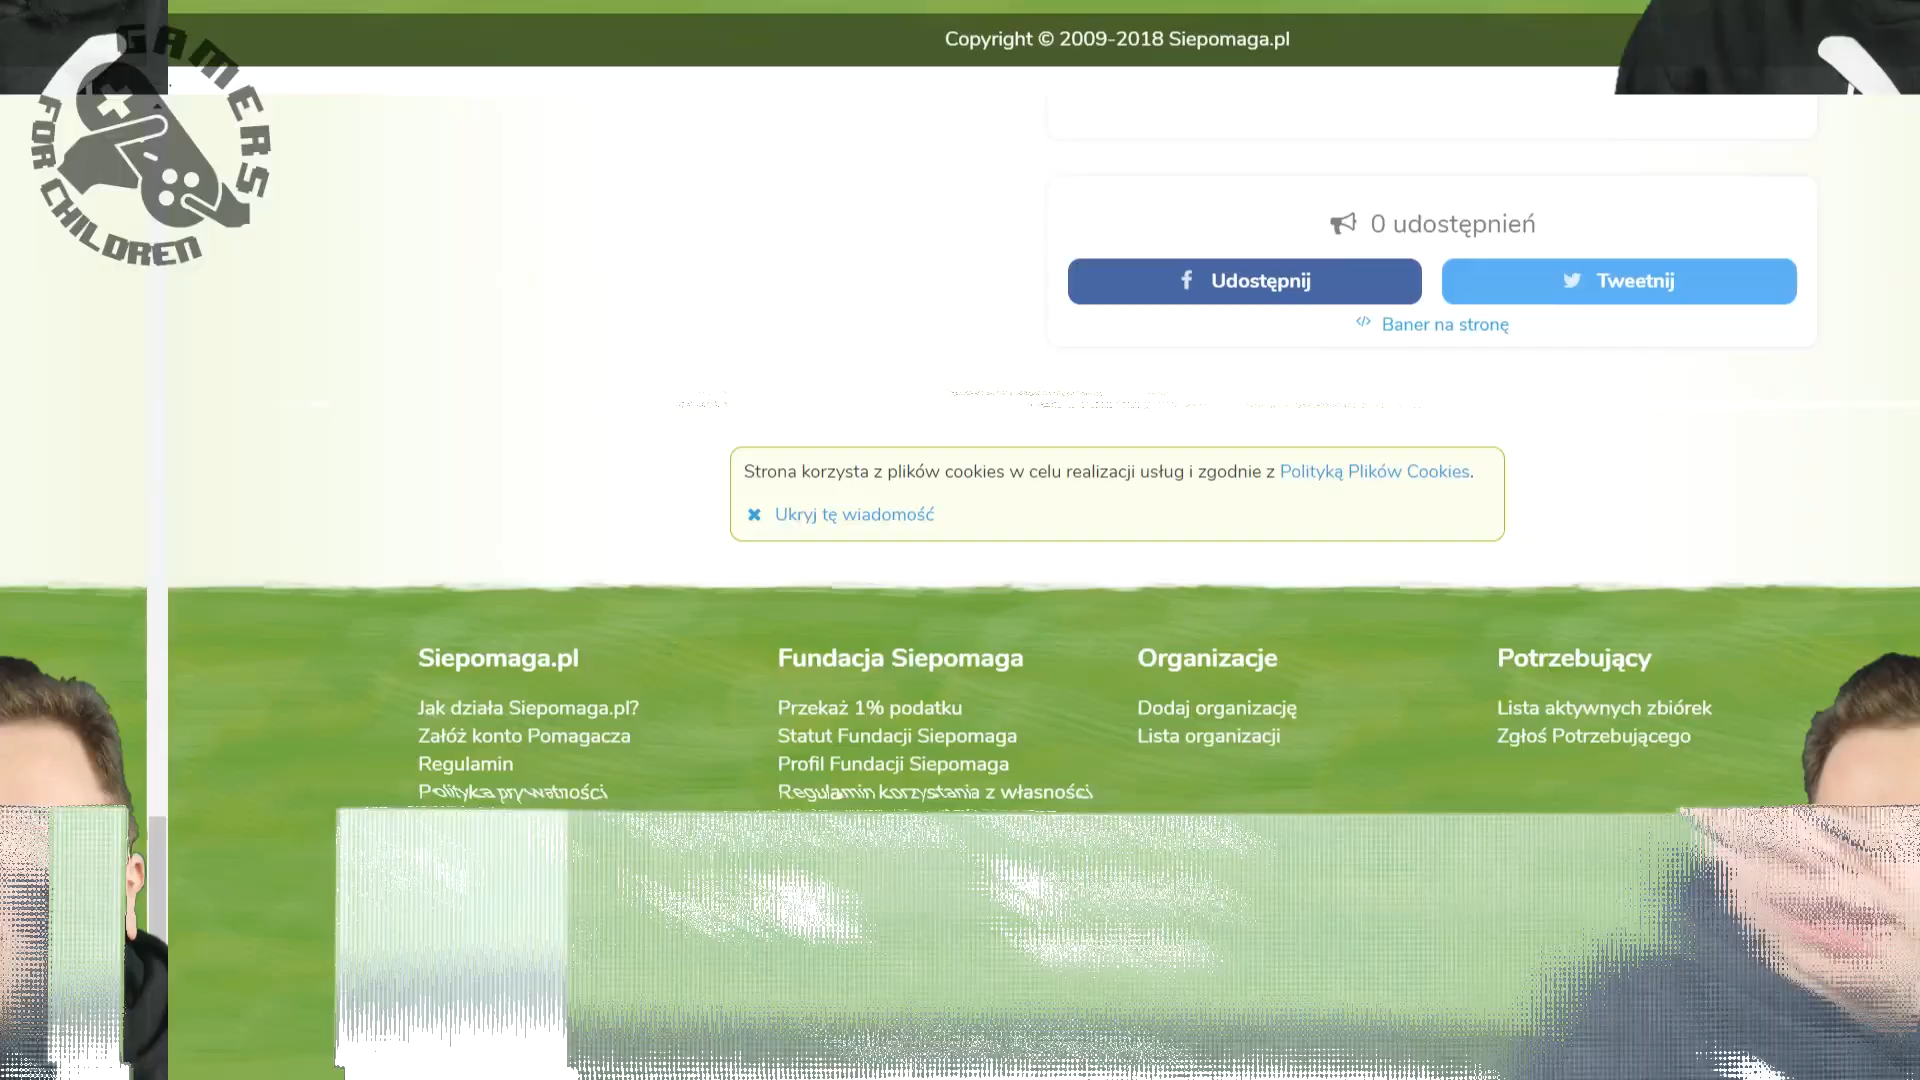 Copyright © 2009-2018 Siepomaga.pl
GAMERS
FOR CHILDREN
0 udostępnień
Udostępnij
Tweetnij
Baner na stronę
Strona korzysta z plików cookies w celu realizacji usług i zgodnie z Polityką Plików Cookies.
Ukryj tę wiadomość
Siepomaga.pl
Jak działa Siepomaga.pl?
Załóż konto Pomagacza
Regulamin
Polityka prywatności
Fundacja Siepomaga
Przekaż 1% podatku
Statut Fundacji Siepomaga
Profil Fundacji Siepomaga
Regulamin korzystania z własności
Organizacje
Dodaj organizację
Lista organizacji
Potrzebujący
Lista aktywnych zbiórek
Zgłoś Potrzebującego